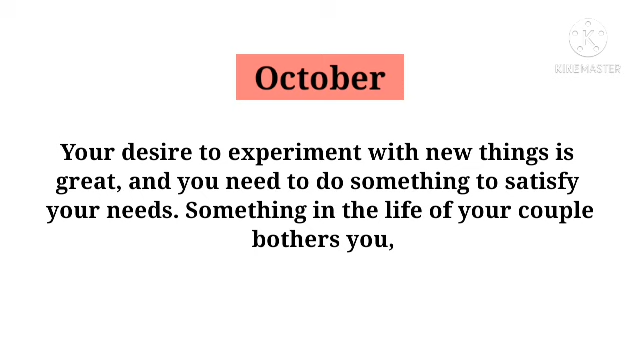 KINEMASTER
October
Your desire to experiment with new things is
great, and you need to do something to satisfy
your needs. Something in the life of your couple
bothers you,